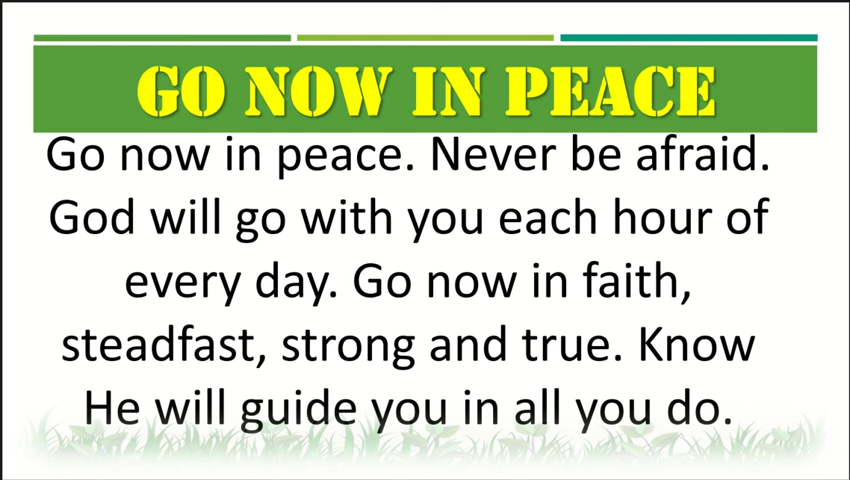 GO NOW IN PEACE
Go now in peace. Never be afraid.
God will go with you each hour of
every day. Go now in faith,
steadfast, strong and true. Know
He will guide you in all you do.